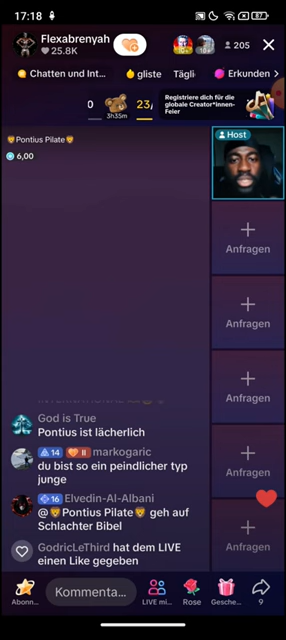 17:18
87
Flexabrenyah
25.8K
10+
205
Chatten und Int...
gliste
Tägli
Erkunden
0
3h35m
23
Registriere dich für die
globale Creator*innen-
Feier
🦁Pontius Pilate🦁
6,00
Host
Anfragen
Anfragen
Anfragen
Anfragen
Anfragen
God is True
Pontius ist lächerlich
14 II markogaric
du bist so ein peindlicher typ
junge
16 Elvedin-Al-Albani
@🦁Pontius Pilate🦁 geh auf
Schlachter Bibel
GodricLeThird hat dem LIVE
einen Like gegeben
Abonn...
Kommenta...
LIVE mi...
Rose
Gesche...
9